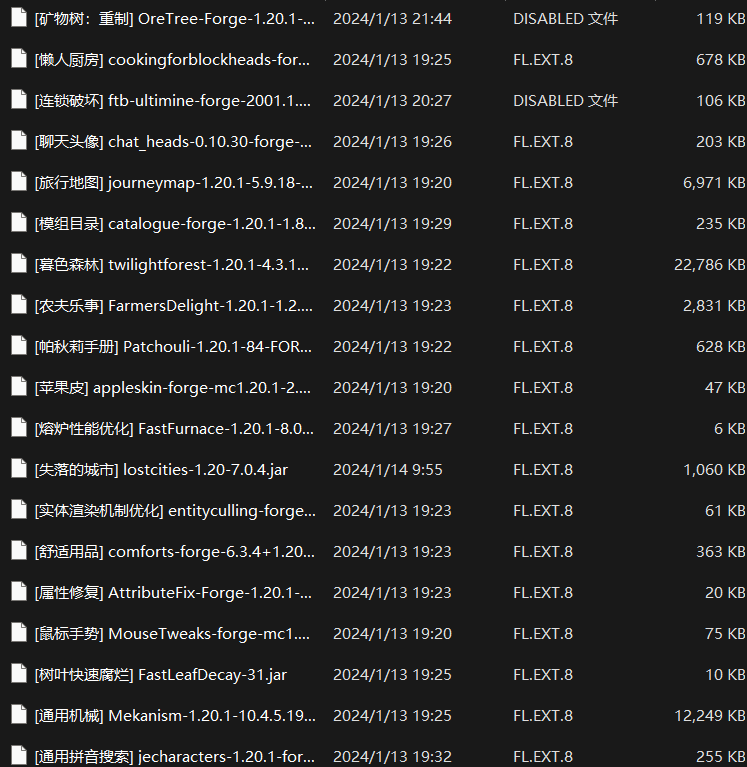 [矿物树：重制] OreTree-Forge-1.20.1-... 2024/1/13 21:44 DISABLED 文件 119 KB
[懒人厨房] cookingforblockheads-for... 2024/1/13 19:25 FL.EXT.8 678 KB
[连锁破坏] ftb-ultimine-forge-2001.1.... 2024/1/13 20:27 DISABLED 文件 106 KB
[聊天头像] chat_heads-0.10.30-forge-... 2024/1/13 19:26 FL.EXT.8 203 KB
[旅行地图] journeymap-1.20.1-5.9.18-... 2024/1/13 19:20 FL.EXT.8 6,971 KB
[模组目录] catalogue-forge-1.20.1-1.8... 2024/1/13 19:29 FL.EXT.8 235 KB
[暮色森林] twilightforest-1.20.1-4.3.1... 2024/1/13 19:22 FL.EXT.8 22,786 KB
[农夫乐事] FarmersDelight-1.20.1-1.2.... 2024/1/13 19:23 FL.EXT.8 2,831 KB
[帕秋莉手册] Patchouli-1.20.1-84-FOR... 2024/1/13 19:22 FL.EXT.8 628 KB
[苹果皮] appleskin-forge-mc1.20.1-2.... 2024/1/13 19:20 FL.EXT.8 47 KB
[熔炉性能优化] FastFurnace-1.20.1-8.0... 2024/1/13 19:27 FL.EXT.8 6 KB
[失落的城市] lostcities-1.20-7.0.4.jar 2024/1/14 9:55 FL.EXT.8 1,060 KB
[实体渲染机制优化] entityculling-forge... 2024/1/13 19:23 FL.EXT.8 61 KB
[舒适用品] comforts-forge-6.3.4+1.20... 2024/1/13 19:23 FL.EXT.8 363 KB
[属性修复] AttributeFix-Forge-1.20.1-... 2024/1/13 19:23 FL.EXT.8 20 KB
[鼠标手势] MouseTweaks-forge-mc1.... 2024/1/13 19:20 FL.EXT.8 75 KB
[树叶快速腐烂] FastLeafDecay-31.jar 2024/1/13 19:25 FL.EXT.8 10 KB
[通用机械] Mekanism-1.20.1-10.4.5.19... 2024/1/13 19:25 FL.EXT.8 12,249 KB
[通用拼音搜索] jecharacters-1.20.1-for... 2024/1/13 19:32 FL.EXT.8 255 KB